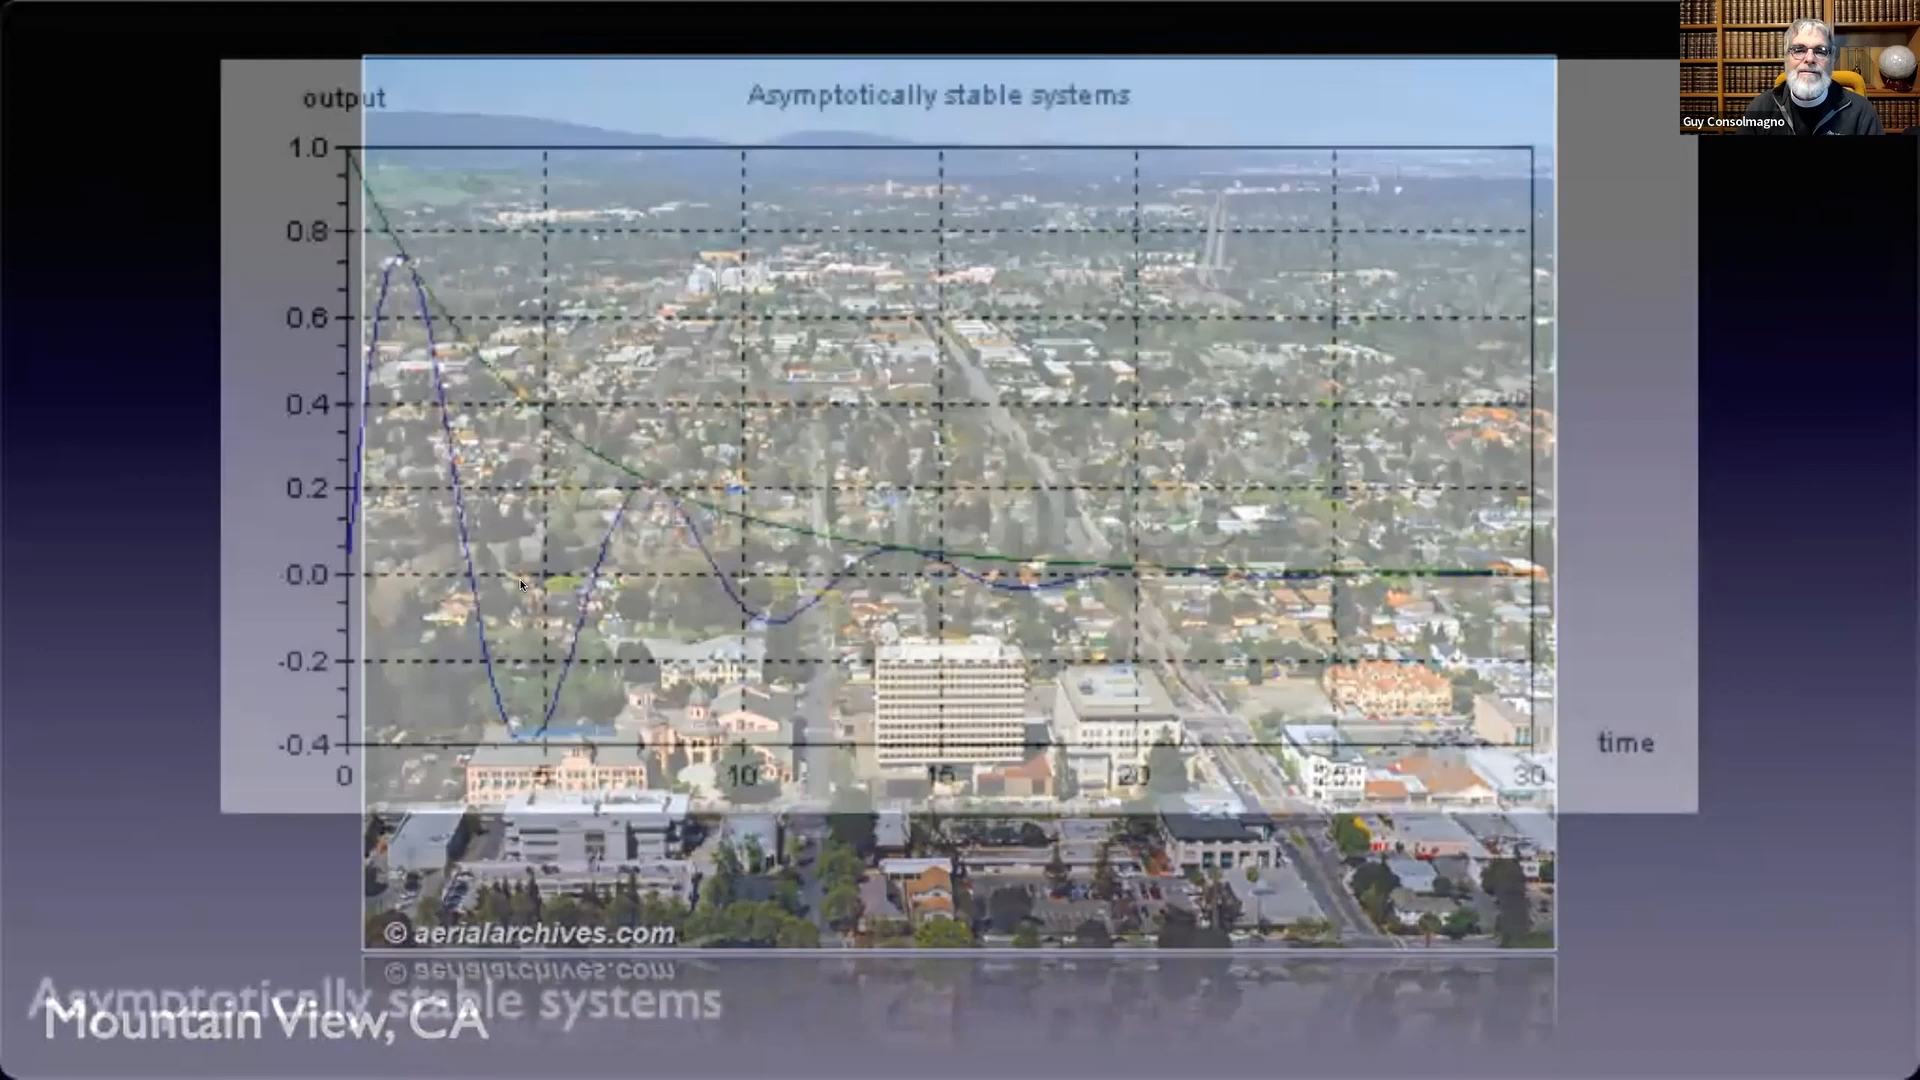 Guy Consolmagno
output
Asymptotically stable systems
1.0
0.8
0.6
0.4
0.2
-0.0
-0.2
-0.4
0 5 10 15 20 25 30
time
© aerialarchives.com
© aerialarchives.com
Asymptotically stable systems
Mountain View, CA